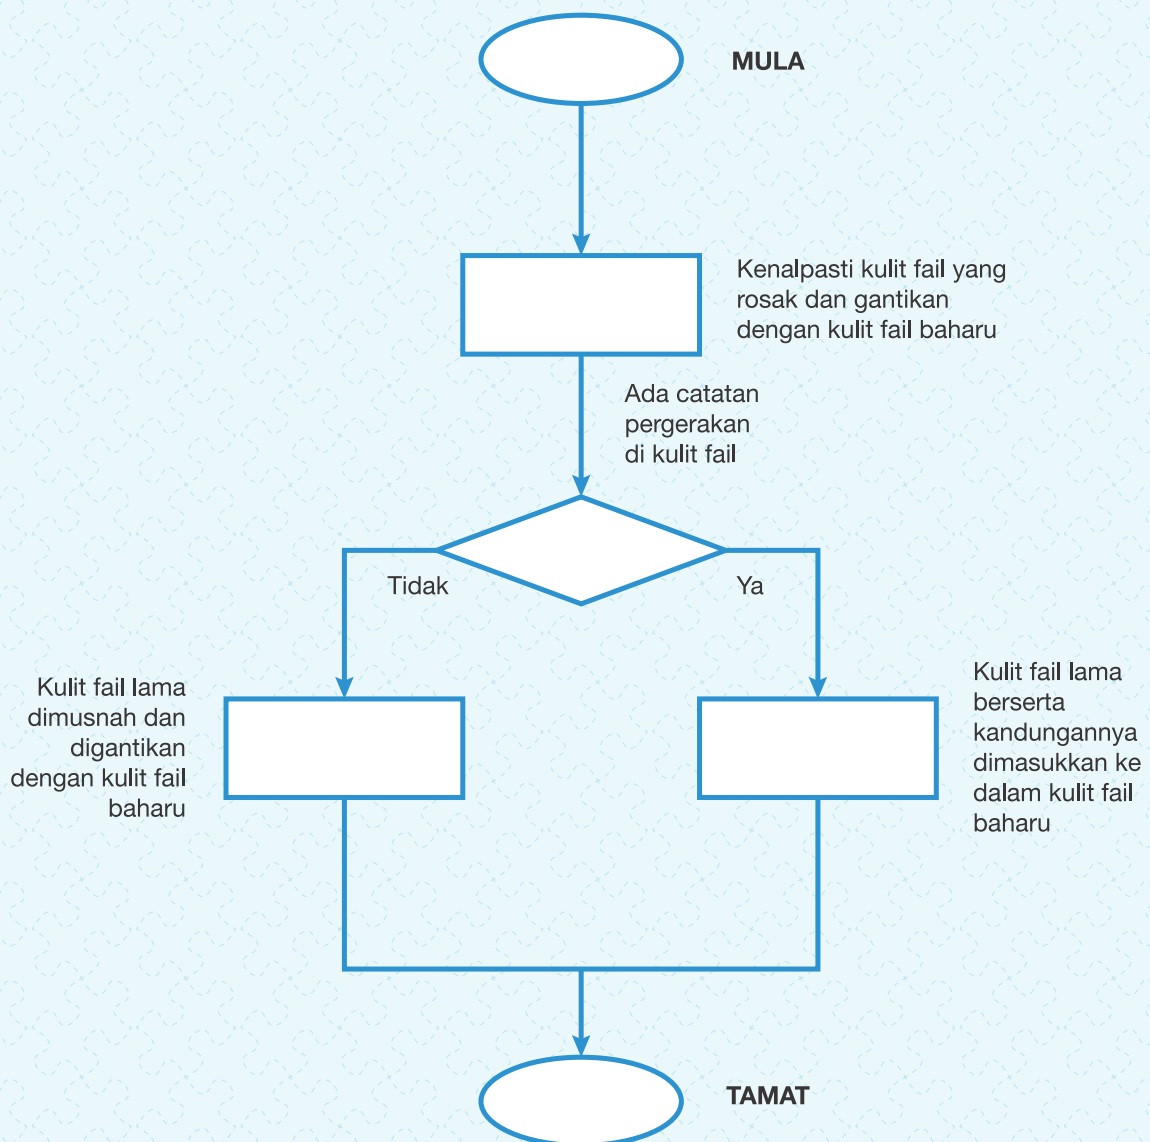 MULA
Kenalpasti kulit fail yang
rosak dan gantikan
dengan kulit fail baharu
Ada catatan
pergerakan
di kulit fail
Tidak
Ya
Kulit fail lama
dimusnah dan
digantikan
dengan kulit fail
baharu
Kulit fail lama
berserta
kandungannya
dimasukkan ke
dalam kulit fail
baharu
TAMAT